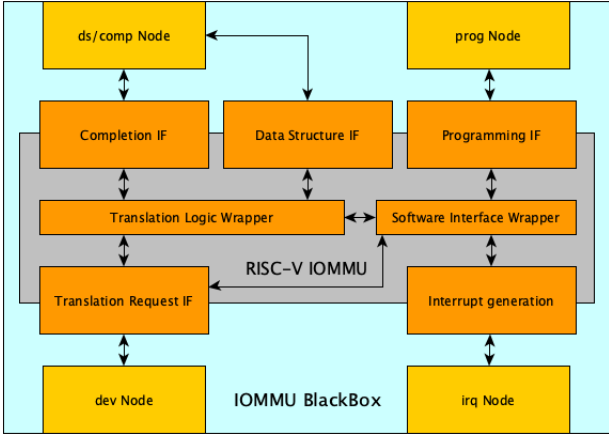 ds/comp Node
prog Node
Completion IF
Data Structure IF
Programming IF
Translation Logic Wrapper
Software Interface Wrapper
RISC-V IOMMU
Translation Request IF
Interrupt generation
dev Node
IOMMU BlackBox
irq Node